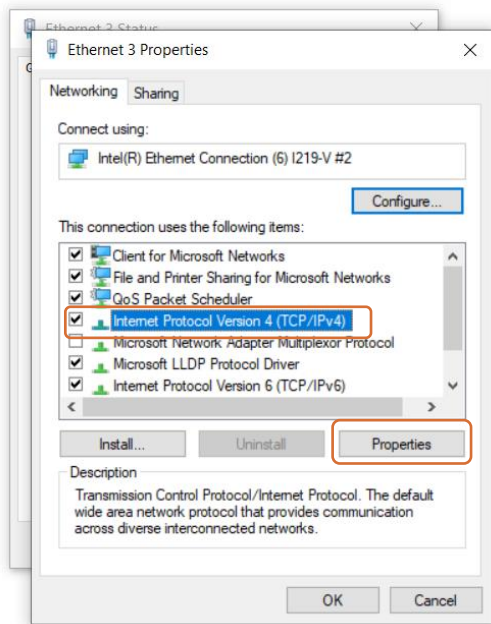 Ethernet 3 Status
Ethernet 3 Properties
Networking
Sharing
Connect using:
Intel(R) Ethernet Connection (6) I219-V #2
Configure...
This connection uses the following items:
Client for Microsoft Networks
File and Printer Sharing for Microsoft Networks
QoS Packet Scheduler
Internet Protocol Version 4 (TCP/IPv4)
Microsoft Network Adapter Multiplexor Protocol
Microsoft LLDP Protocol Driver
Internet Protocol Version 6 (TCP/IPv6)
Install...
Uninstall
Properties
Description
Transmission Control Protocol/Internet Protocol. The default
wide area network protocol that provides communication
across diverse interconnected networks.
OK
Cancel